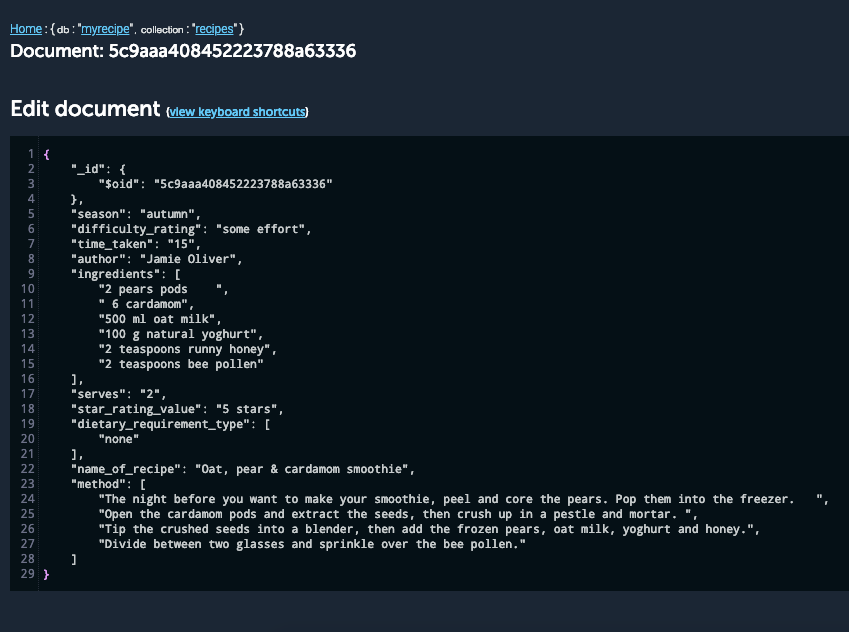 Home : { db : "myrecipe", collection : "recipes" }
Document: 5c9aaa408452223788a63336
Edit document (view keyboard shortcuts)
1 {
2     "_id": {
3         "$oid": "5c9aaa408452223788a63336"
4     },
5     "season": "autumn",
6     "difficulty_rating": "some effort",
7     "time_taken": "15",
8     "author": "Jamie Oliver",
9     "ingredients": [
10         "2 pears pods    ",
11         " 6 cardamom",
12         "500 ml oat milk",
13         "100 g natural yoghurt",
14         "2 teaspoons runny honey",
15         "2 teaspoons bee pollen"
16     ],
17     "serves": "2",
18     "star_rating_value": "5 stars",
19     "dietary_requirement_type": [
20         "none"
21     ],
22     "name_of_recipe": "Oat, pear & cardamom smoothie",
23     "method": [
24         "The night before you want to make your smoothie, peel and core the pears. Pop them into the freezer.   ",
25         "Open the cardamom pods and extract the seeds, then crush up in a pestle and mortar. ",
26         "Tip the crushed seeds into a blender, then add the frozen pears, oat milk, yoghurt and honey.",
27         "Divide between two glasses and sprinkle over the bee pollen."
28     ]
29 }